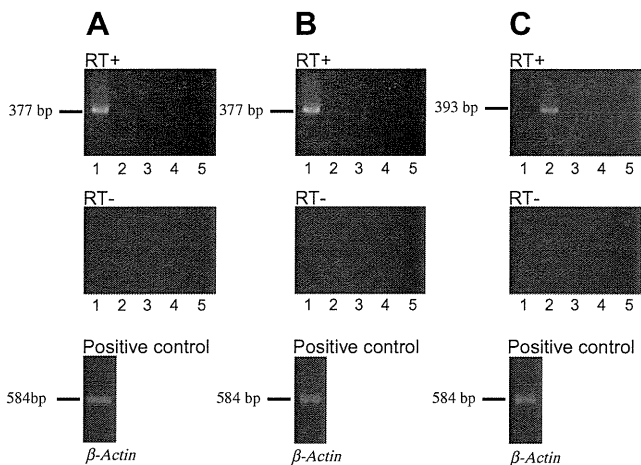 A B C
RT+ RT+ RT+
377 bp 377 bp 393 bp
1 2 3 4 5 1 2 3 4 5 1 2 3 4 5
RT- RT- RT-
1 2 3 4 5 1 2 3 4 5 1 2 3 4 5
Positive control Positive control Positive control
584bp 584 bp 584 bp
β-Actin β-Actin β-Actin